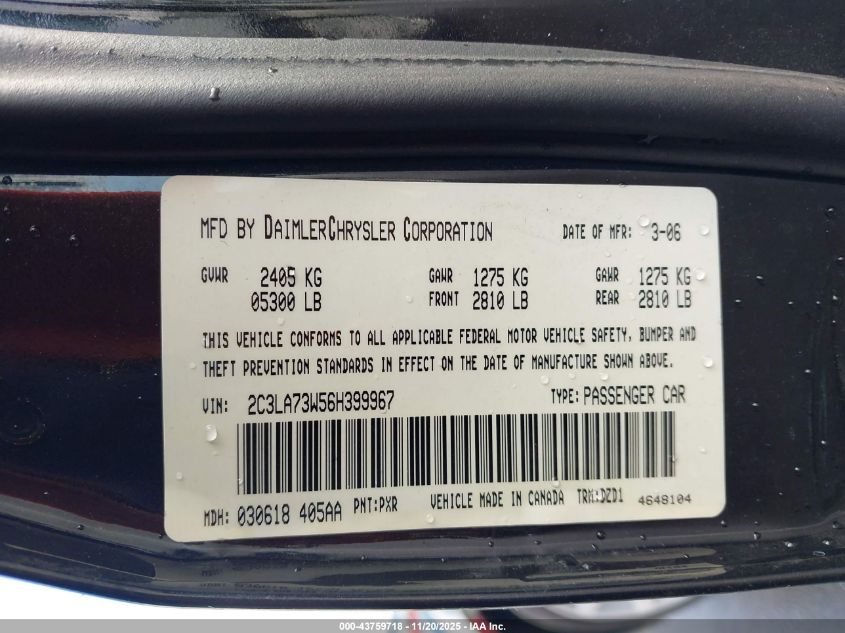 MFD BY DAIMLERCHRYSLER CORPORATION DATE OF MFR: 3-06
GVWR 2405 KG GAWR 1275 KG GAWR 1275 KG
05300 LB FRONT 2810 LB REAR 2810 LB
THIS VEHICLE CONFORMS TO ALL APPLICABLE FEDERAL MOTOR VEHICLE SAFETY, BUMPER AND
THEFT PREVENTION STANDARDS IN EFFECT ON THE DATE OF MANUFACTURE SHOWN ABOVE.
VIN: 2C3LA73W56H399967 TYPE: PASSENGER CAR
MDH: 030618 405AA PNT:PXR VEHICLE MADE IN CANADA TRM:DZD1 4648104
000-43759718 - 11/20/2025 - IAA Inc.